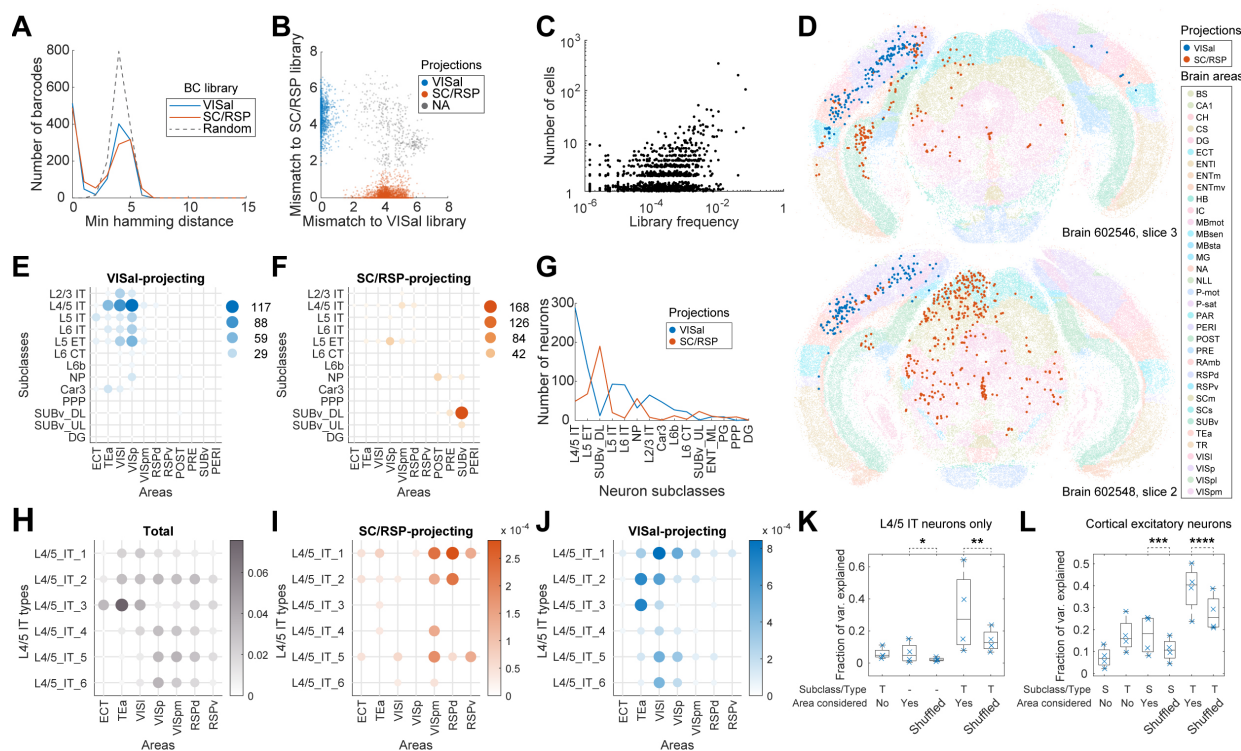 A
800
600
400
200
0
Number of barcodes
BC library
VISal
SC/RSP
Random
0 5 10 15
Min hamming distance
B
8
6
4
2
0
Mismatch to SC/RSP library
Projections
VISal
SC/RSP
NA
0 2 4 6 8
Mismatch to VISal library
C
10^3
10^2
10
1
Number of cells
10^-6 10^-4 10^-2 1
Library frequency
D
Brain 602546, slice 3
Brain 602548, slice 2
Projections
VISal
SC/RSP
Brain areas
BS
CA1
CH
CS
DG
ECT
ENTl
ENTm
ENTmv
HB
IC
MBmot
MBsen
MBsta
MG
NA
NLL
P-mot
P-sat
PAR
PERI
POST
PRE
RAmb
RSPd
RSPv
SCm
SCs
SUBv
TEa
TR
VISl
VISp
VISpl
VISpm
E
VISal-projecting
Subclasses
L2/3 IT
L4/5 IT
L5 IT
L6 IT
L5 ET
L6 CT
L6b
NP
Car3
PPP
SUBv_DL
SUBv_UL
DG
117
88
59
29
ECT TEa VISl VISp VISpm RSPd RSPv POST PRE SUBv PERI
Areas
F
SC/RSP-projecting
Subclasses
L2/3 IT
L4/5 IT
L5 IT
L6 IT
L5 ET
L6 CT
L6b
NP
Car3
PPP
SUBv_DL
SUBv_UL
DG
168
126
84
42
ECT TEa VISl VISp VISpm RSPd RSPv POST PRE SUBv PERI
Areas
G
300
200
100
0
Number of neurons
Projections
VISal
SC/RSP
L4/5 IT L5 ET SUBv_DL L5 IT L6 IT NP L2/3 IT Car3 L6b L6 CT SUBv_UL ENT_ML PG PPP DG
Neuron subclasses
H
Total
L4/5 IT types
L4/5_IT_1
L4/5_IT_2
L4/5_IT_3
L4/5_IT_4
L4/5_IT_5
L4/5_IT_6
ECT TEa VISl VISp VISpm RSPd RSPv
Areas
0.06
0.04
0.02
0
I
SC/RSP-projecting
x 10^-4
L4/5 IT types
L4/5_IT_1
L4/5_IT_2
L4/5_IT_3
L4/5_IT_4
L4/5_IT_5
L4/5_IT_6
ECT TEa VISl VISp VISpm RSPd RSPv
Areas
2.5
2
1.5
1
0.5
0
J
VISal-projecting
x 10^-4
L4/5 IT types
L4/5_IT_1
L4/5_IT_2
L4/5_IT_3
L4/5_IT_4
L4/5_IT_5
L4/5_IT_6
ECT TEa VISl VISp VISpm RSPd RSPv
Areas
8
6
4
2
0
K
L4/5 IT neurons only
* **
Fraction of var. explained
0.6
0.4
0.2
0
Subclass/Type T - - T T
Area considered No Yes Shuffled Yes Shuffled
L
Cortical excitatory neurons
*** ****
Fraction of var. explained
0.5
0.4
0.3
0.2
0.1
0
S T S S T T
No No Yes Shuffled Yes Shuffled